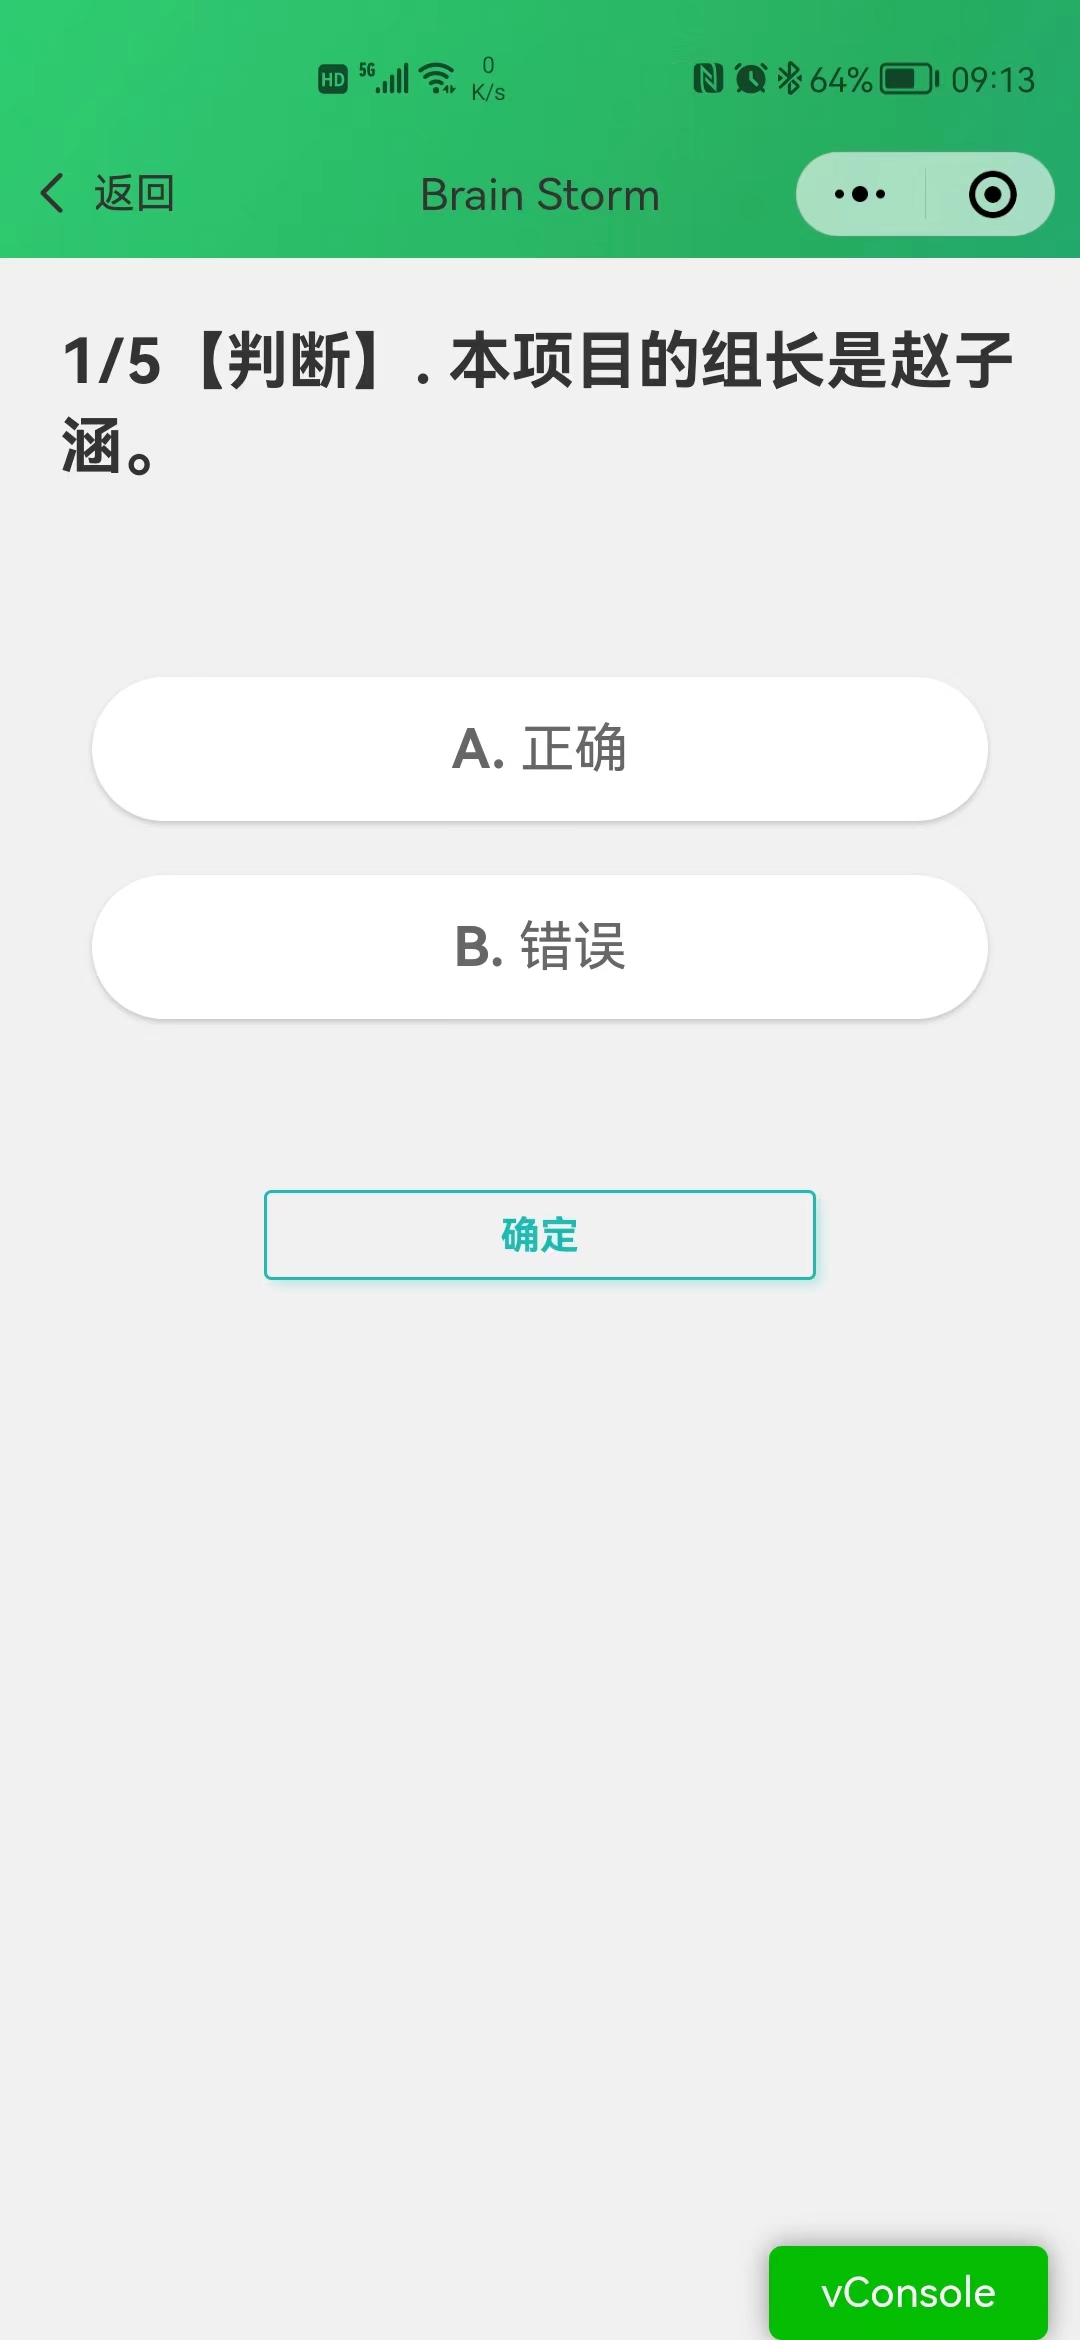 HD 5G 0 K/s 64% 09:13
返回 Brain Storm
1/5【判断】. 本项目的组长是赵子
涵。
A. 正确
B. 错误
确定
vConsole